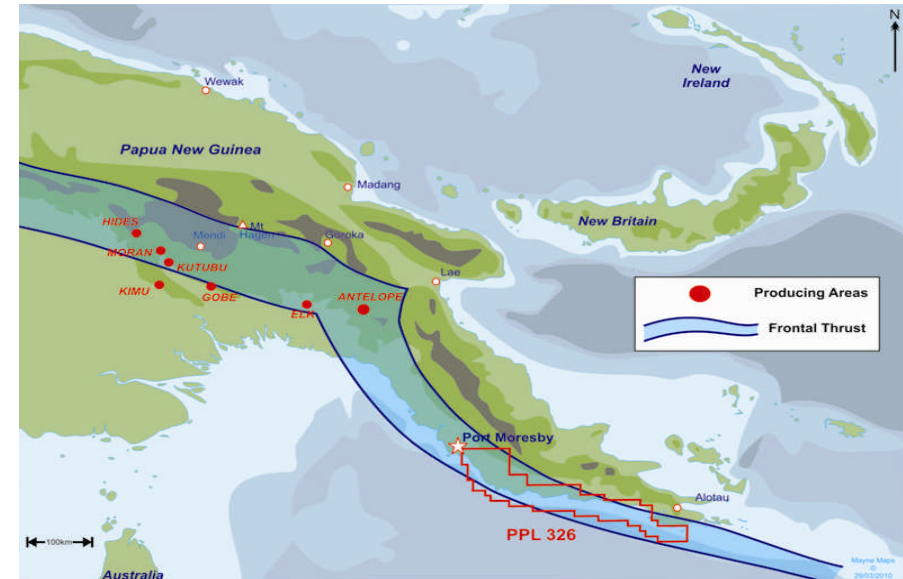 N
New
Ireland
Wewak
Papua New Guinea
Madang
New Britain
HIDES
Mt.
Hagen
Mendi
Goroka
MORAN
KUTUBU
Lae
KIMU
GOBE
ELK
ANTELOPE
Producing Areas
Frontal Thrust
Port Moresby
Alotau
PPL 326
100km
Australia
Mayne Maps
©
29/03/2010